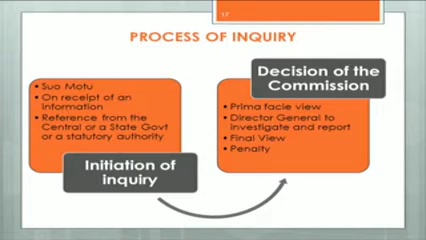 17
PROCESS OF INQUIRY
• Suo Motu
• On receipt of an
information
• Reference from the
Central or a State Govt
or a statutory authority
Initiation of
inquiry
Decision of the
Commission
• Prima facie view
• Director General to
investigate and report
• Final View
• Penalty